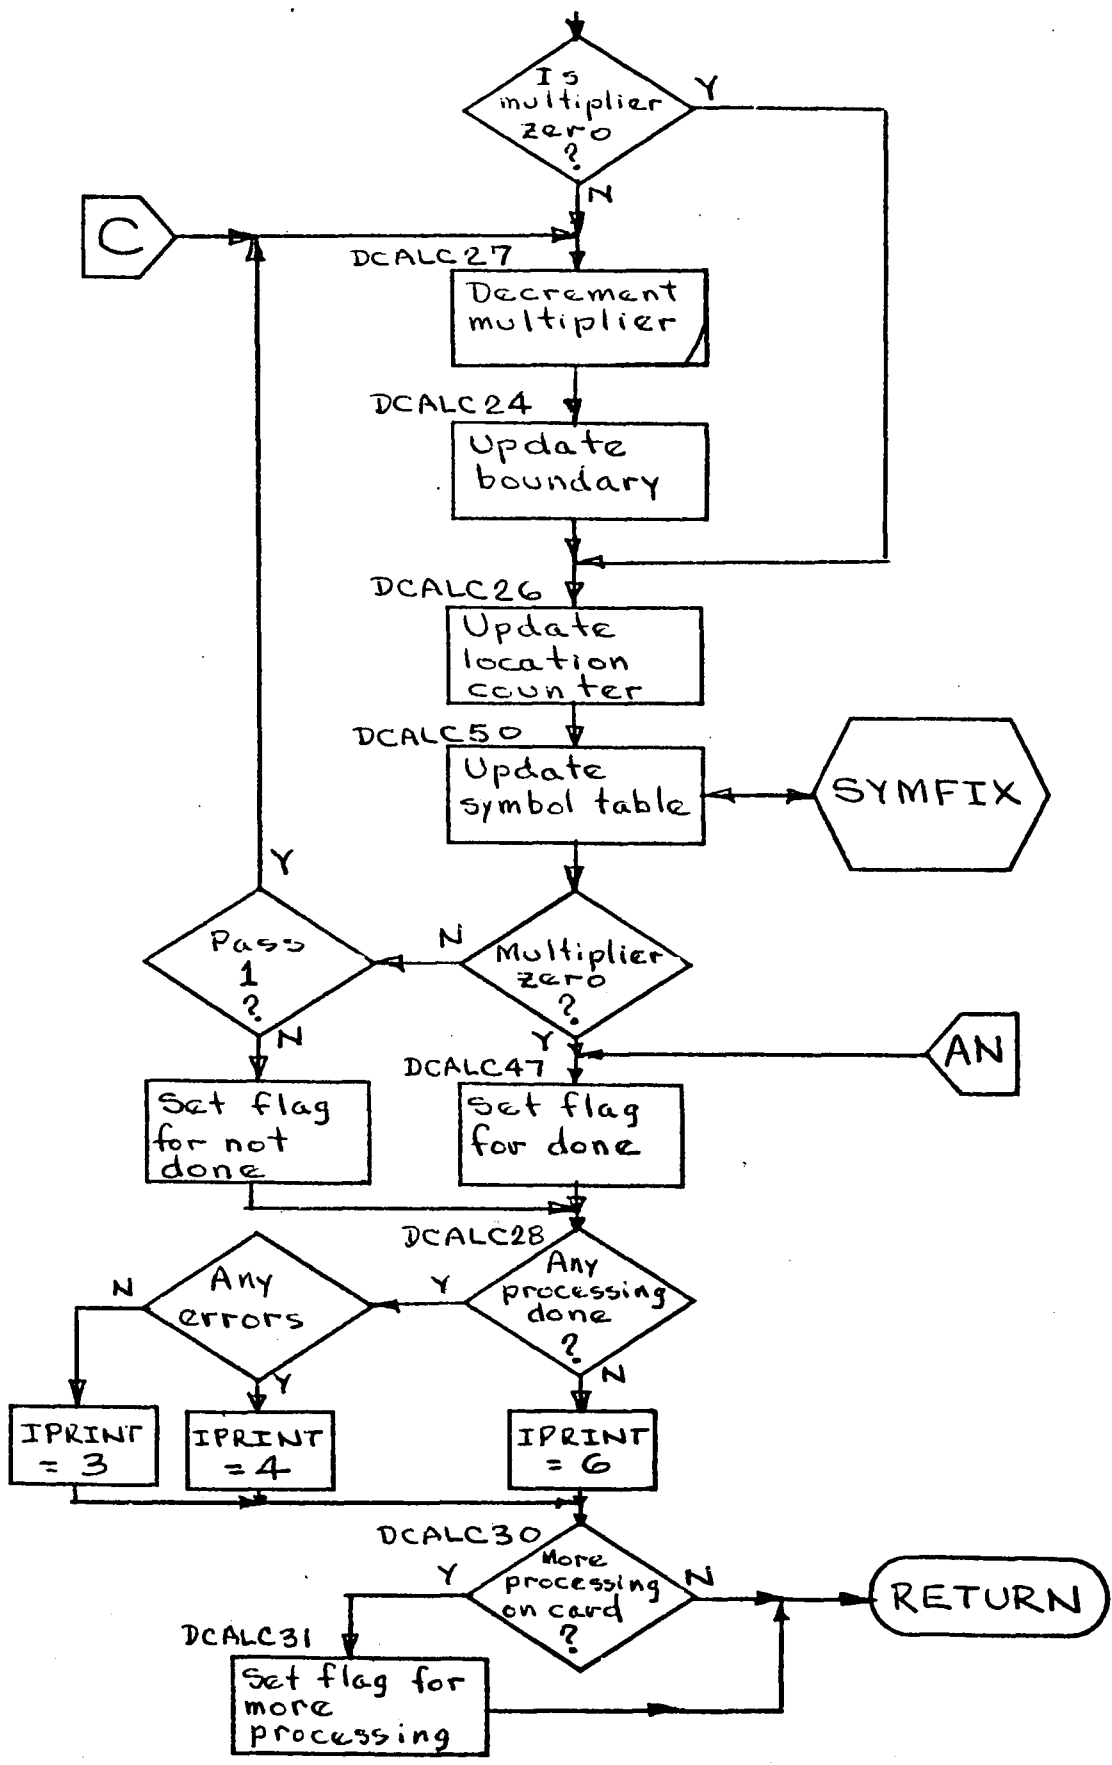 Is
multiplier
zero
?
Y
N
C
DCALC27
Decrement
multiplier
DCALC24
Update
boundary
DCALC26
Update
location
counter
DCALC50
Update
symbol table
SYMFIX
Y
Pass
1
?
N
N
Multiplier
zero
?
Y
AN
DCALC47
Set flag
for not
done
Set flag
for done
DCALC28
Any
processing
done
?
Y
N
Any
errors
N
Y
IPRINT
= 3
IPRINT
= 4
IPRINT
= 6
DCALC30
More
processing
on card
?
Y
N
RETURN
DCALC31
Set flag for
more
processing